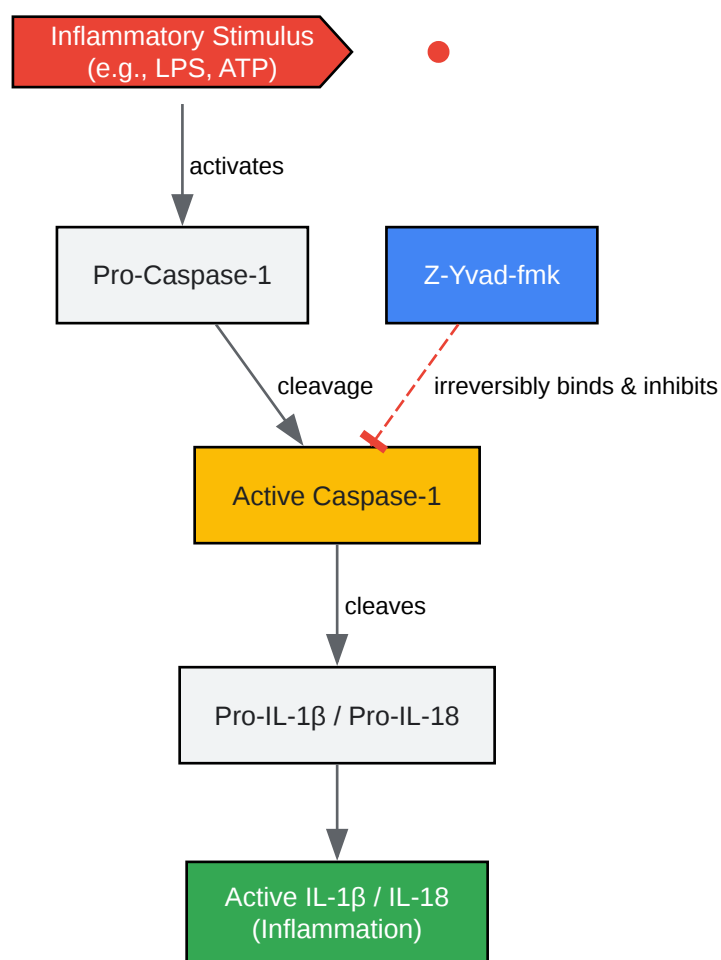 Inflammatory Stimulus
(e.g., LPS, ATP)
activates
Pro-Caspase-1
Z-Yvad-fmk
cleavage
irreversibly binds & inhibits
Active Caspase-1
cleaves
Pro-IL-1β / Pro-IL-18
Active IL-1β / IL-18
(Inflammation)